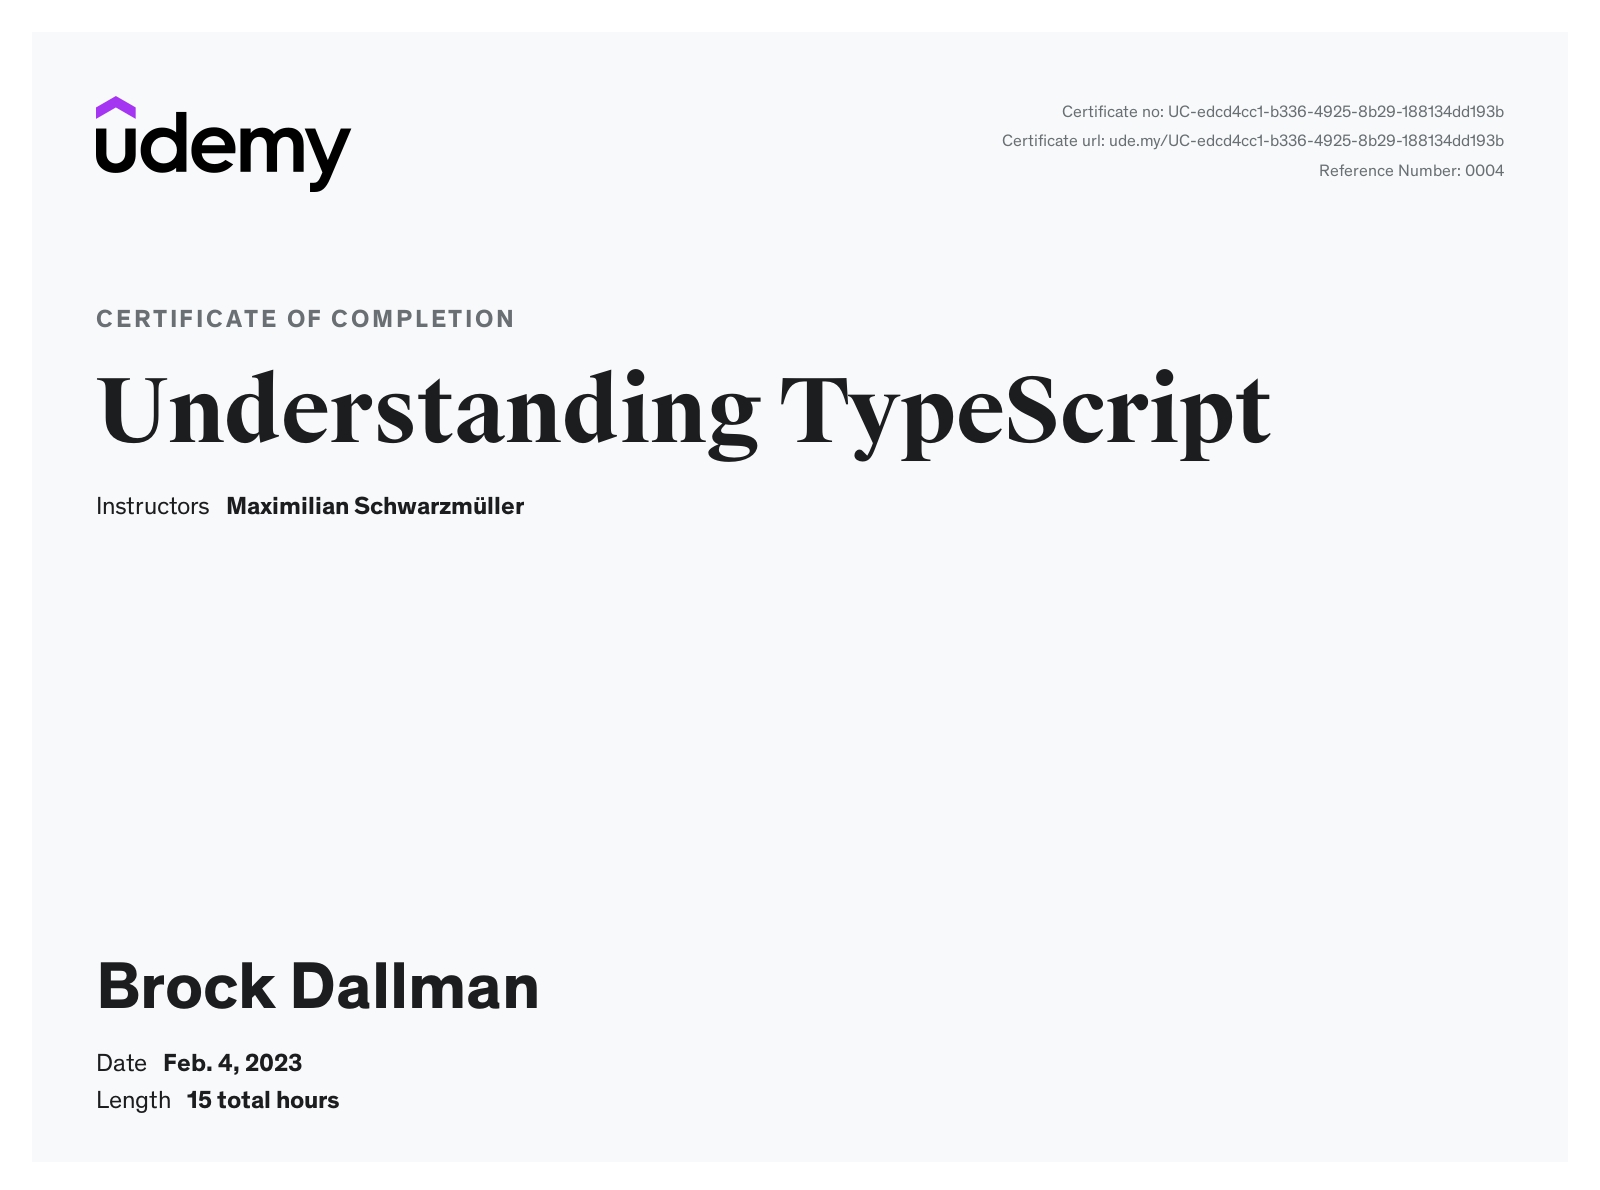 udemy
Certificate no: UC-edcd4cc1-b336-4925-8b29-188134dd193b
Certificate url: ude.my/UC-edcd4cc1-b336-4925-8b29-188134dd193b
Reference Number: 0004
CERTIFICATE OF COMPLETION
Understanding TypeScript
Instructors Maximilian Schwarzmüller
Brock Dallman
Date Feb. 4, 2023
Length 15 total hours